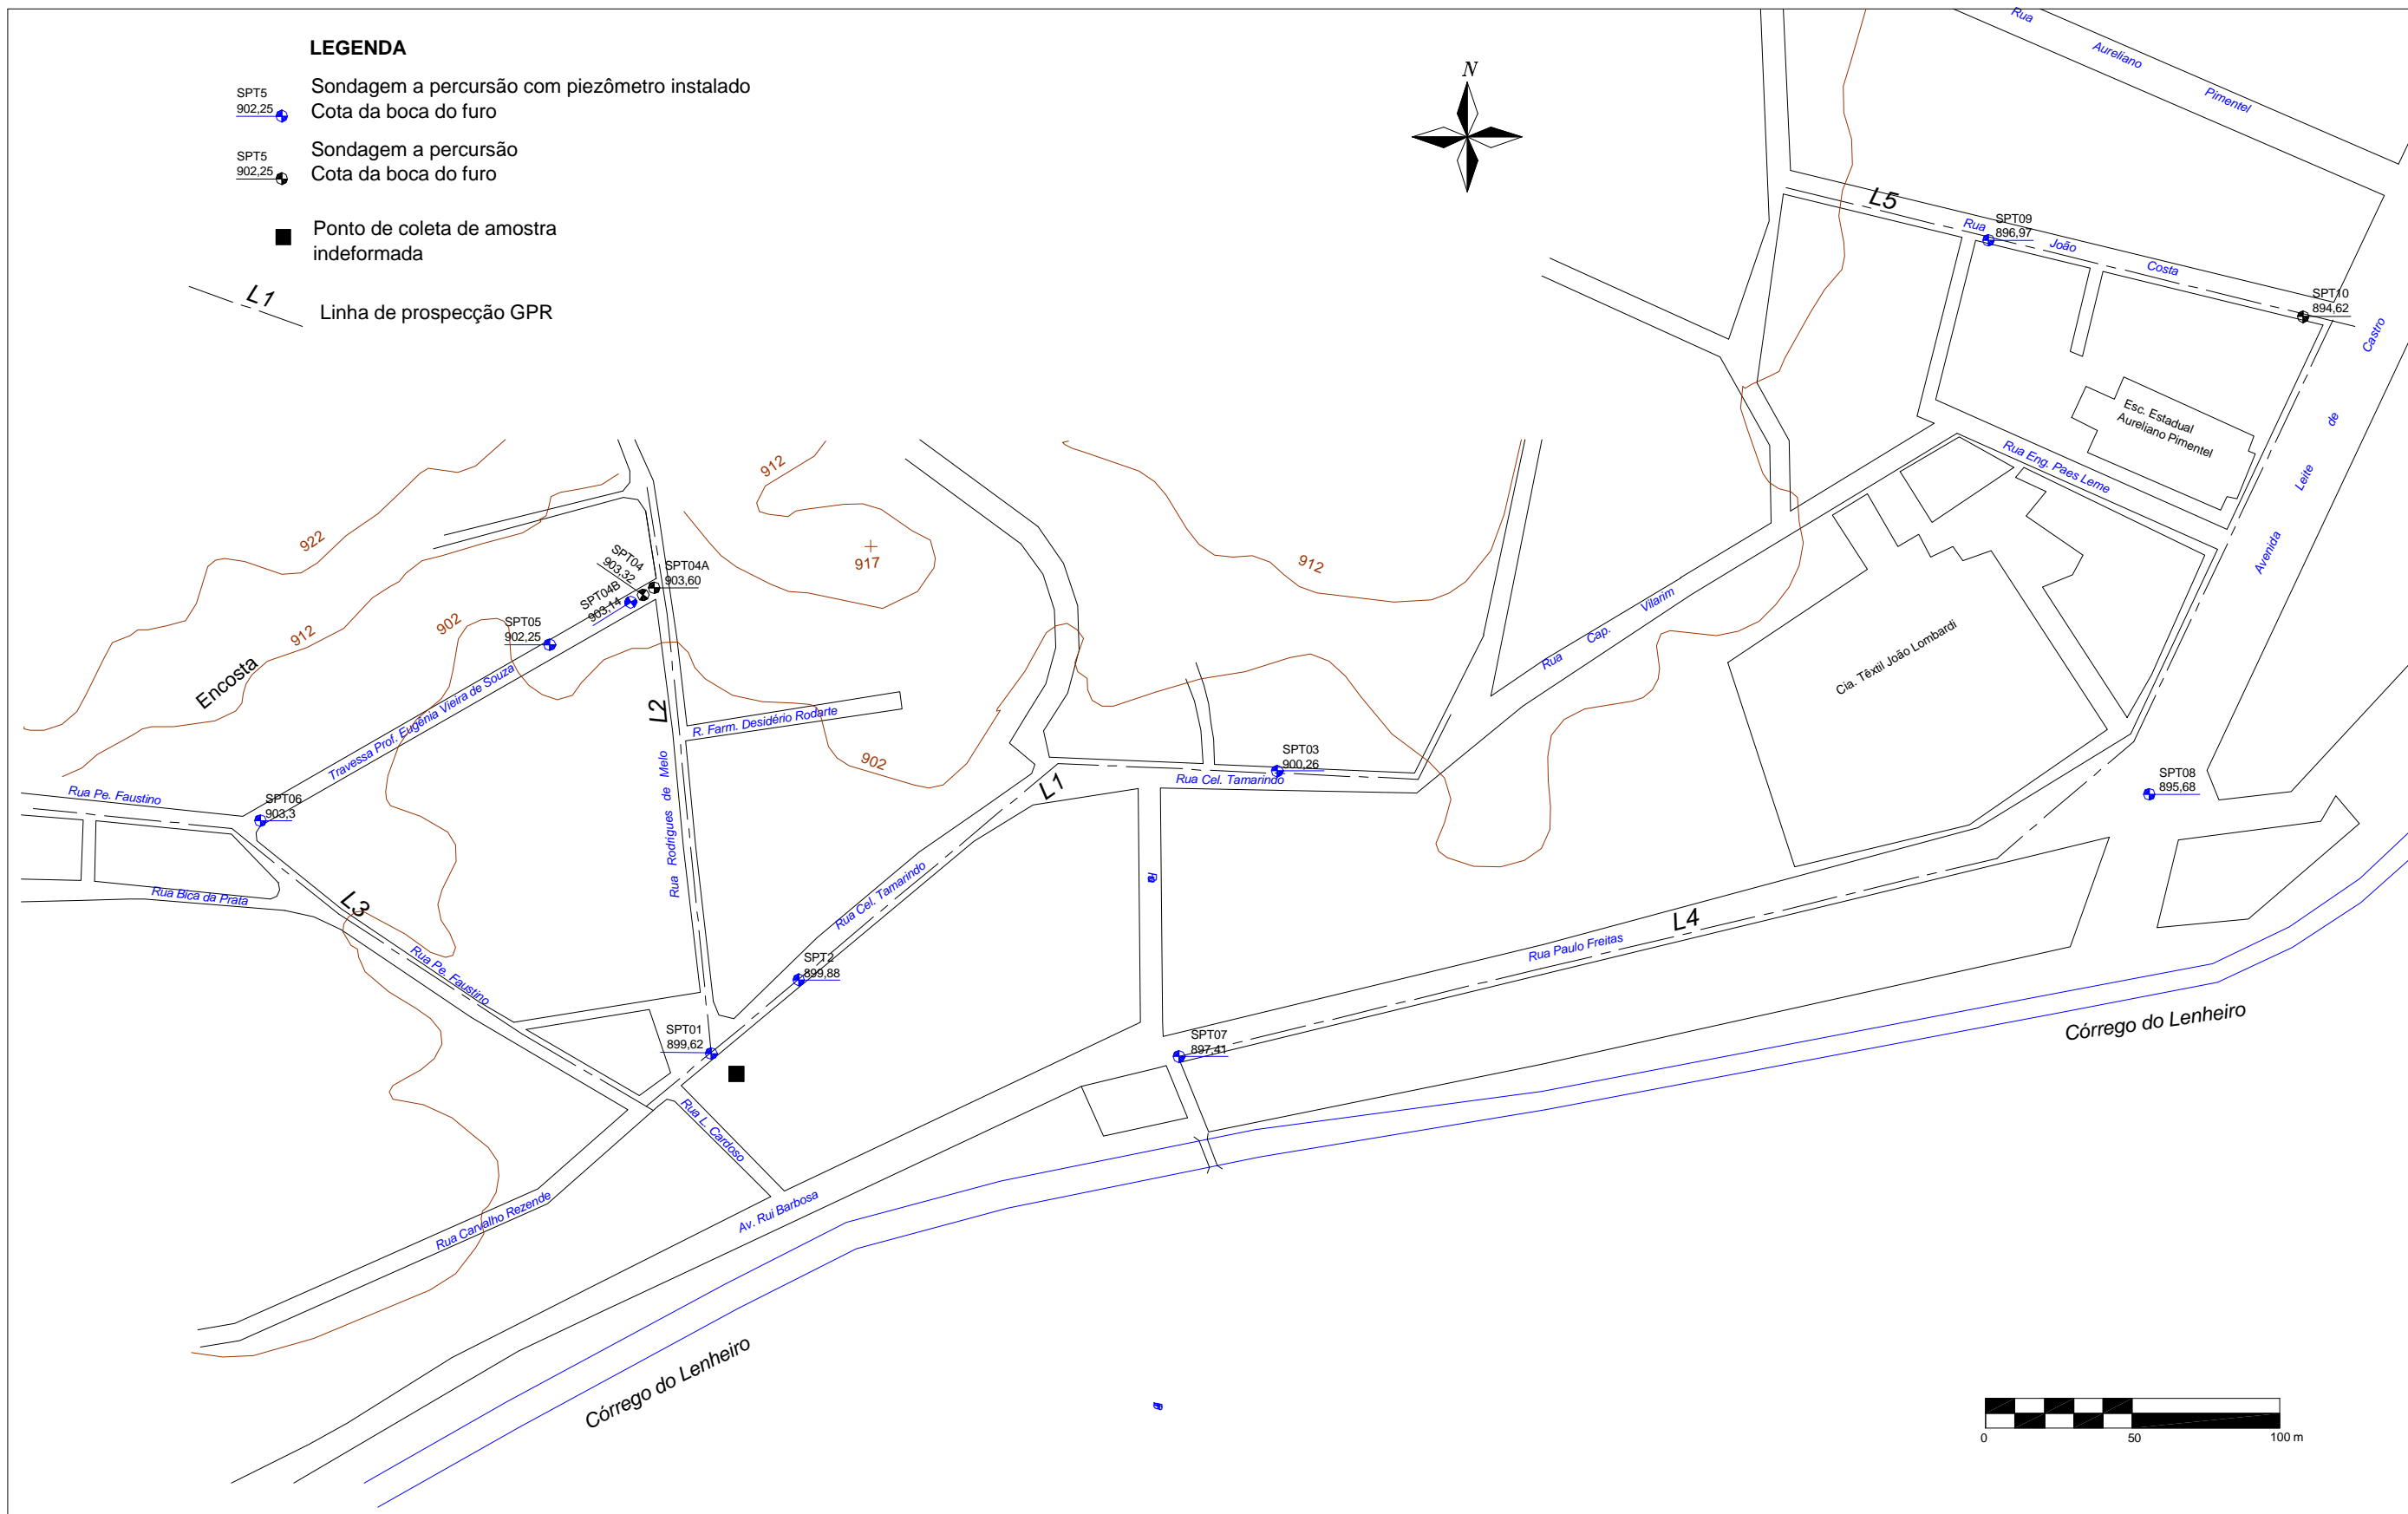 LEGENDA
SPT5
902,25
Sondagem a percursão com piezômetro instalado
Cota da boca do furo
SPT5
902,25
Sondagem a percursão
Cota da boca do furo
Ponto de coleta de amostra
indeformada
L1
Linha de prospecção GPR
N
Rua
Aureliano
Pimentel
L5
Rua
João
Costa
SPT09
896,97
SPT10
894,62
Castro
de
Leite
Avenida
Esc. Estadual
Aureliano Pimentel
Rua Eng. Paes Leme
912
922
917
912
912
902
902
SPT04
903,32
SPT04A
903,60
SPT04B
903,14
SPT05
902,25
Encosta
Travessa Prof. Eugênia Vieira de Souza
L2
R. Farm. Desidério Rodarte
Rua Rodrigues de Melo
Rua Cap. Vilarim
Cia. Têxtil João Lombardi
SPT03
900,26
Rua Cel. Tamarindo
L1
SPT08
895,68
Rua Pe. Faustino
SPT06
903,3
Rua Bica da Prata
L3
Rua Pe. Faustino
Rua Cel. Tamarindo
L4
Rua Paulo Freitas
SPT2
899,88
SPT01
899,62
SPT07
897,41
Córrego do Lenheiro
Rua L. Cardoso
Av. Rui Barbosa
Rua Carvalho Rezende
Córrego do Lenheiro
0 50 100 m